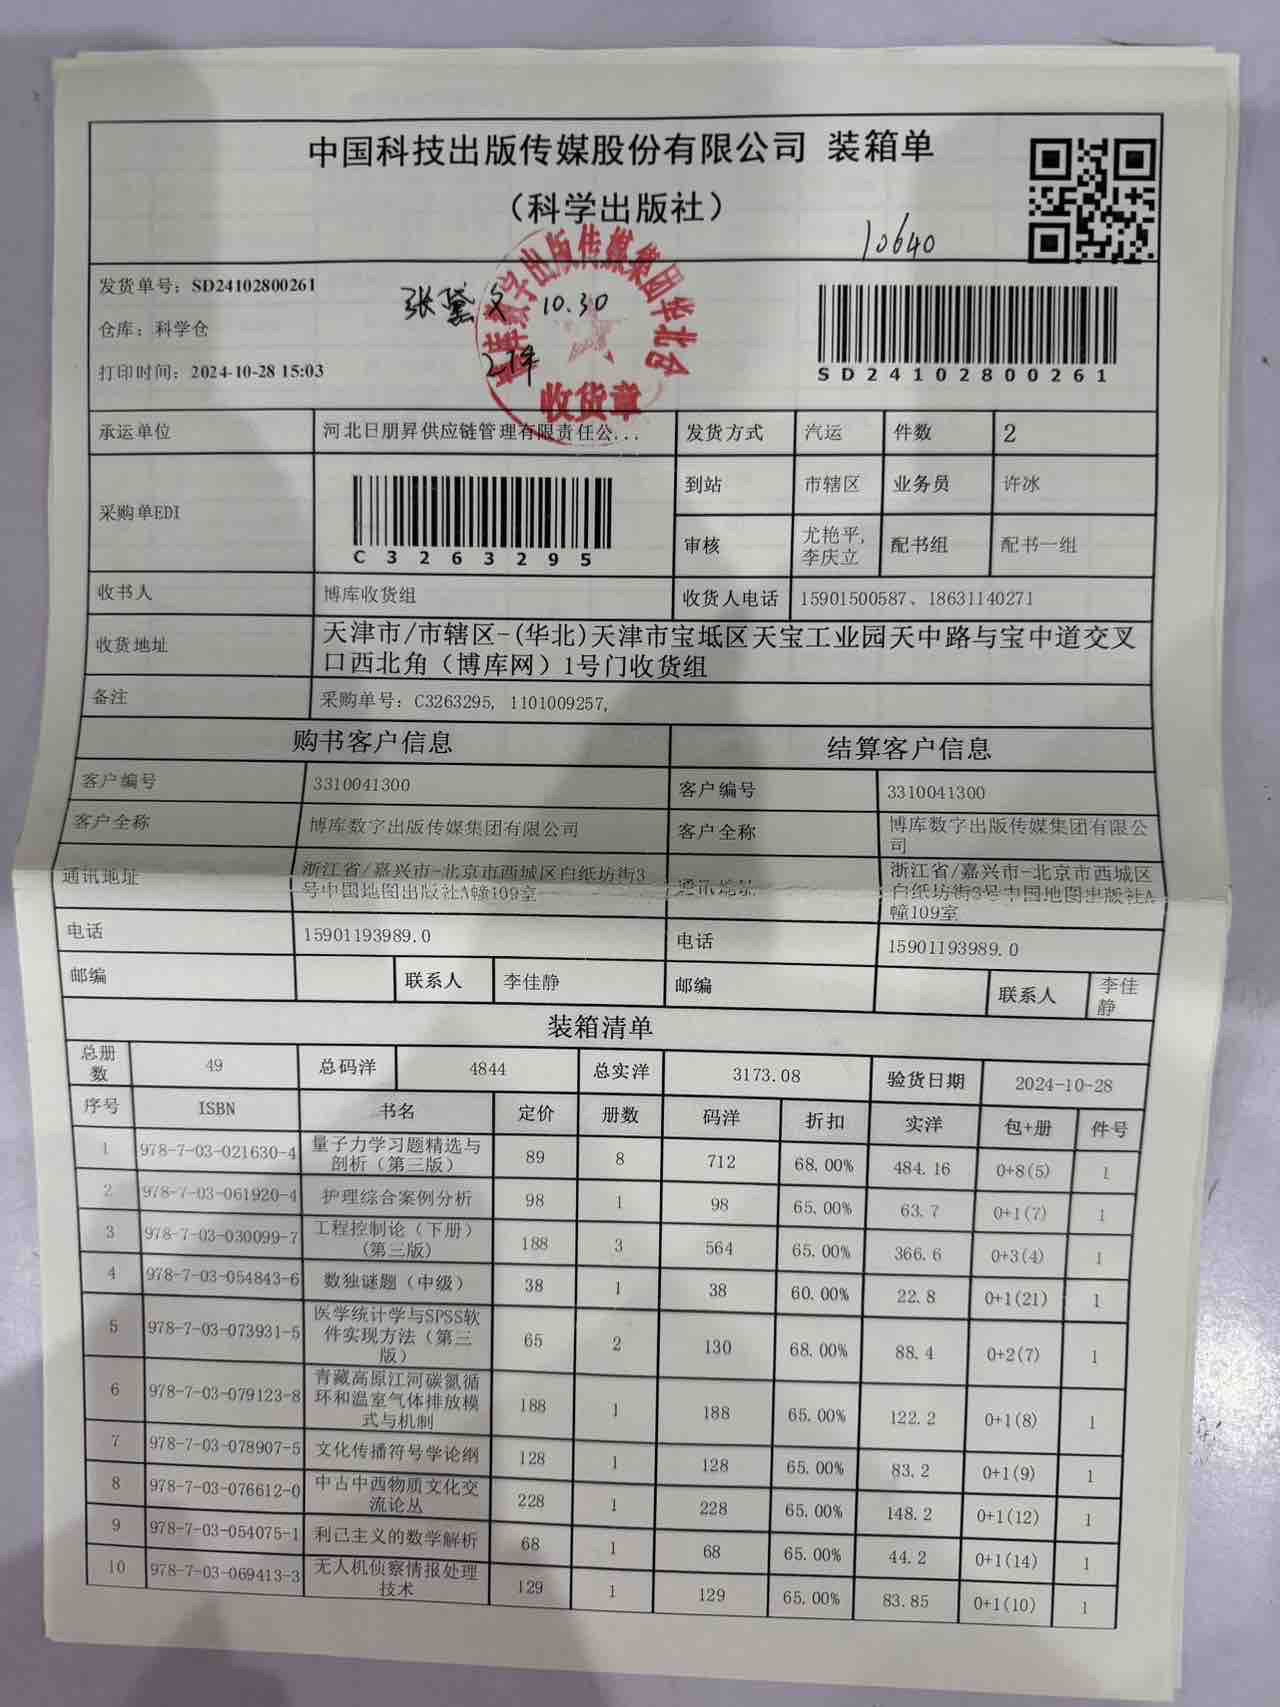 中国科技出版传媒股份有限公司 装箱单
（科学出版社）
10640
发货单号：SD24102800261
张黛文 10.30
仓库：科学仓
2件
打印时间：2024-10-28 15:03
博库数字出版传媒集团华北仓
收货章
SD24102800261
承运单位 河北日朋昇供应链管理有限责任公... 发货方式 汽运 件数 2
采购单EDI C3263295 到站 市辖区 业务员 许冰
审核 尤艳平,李庆立 配书组 配书一组
收书人 博库收货组 收货人电话 15901500587、18631140271
收货地址 天津市/市辖区-(华北)天津市宝坻区天宝工业园天中路与宝中道交叉
口西北角（博库网）1号门收货组
备注 采购单号：C3263295, 1101009257,
购书客户信息 结算客户信息
客户编号 3310041300 客户编号 3310041300
客户全称 博库数字出版传媒集团有限公司 客户全称 博库数字出版传媒集团有限公司
通讯地址 浙江省/嘉兴市-北京市西城区白纸坊街3号中国地图出版社A幢109室 通讯地址 浙江省/嘉兴市-北京市西城区白纸坊街3号中国地图出版社A幢109室
电话 15901193989.0 电话 15901193989.0
邮编 联系人 李佳静 邮编 联系人 李佳静
装箱清单
总册数 49 总码洋 4844 总实洋 3173.08 验货日期 2024-10-28
序号 ISBN 书名 定价 册数 码洋 折扣 实洋 包+册 件号
1 978-7-03-021630-4 量子力学习题精选与剖析（第三版） 89 8 712 68.00% 484.16 0+8(5) 1
2 978-7-03-061920-4 护理综合案例分析 98 1 98 65.00% 63.7 0+1(7) 1
3 978-7-03-030099-7 工程控制论（下册）(第三版) 188 3 564 65.00% 366.6 0+3(4) 1
4 978-7-03-054843-6 数独谜题（中级） 38 1 38 60.00% 22.8 0+1(21) 1
5 978-7-03-073931-5 医学统计学与SPSS软件实现方法（第三版） 65 2 130 68.00% 88.4 0+2(7) 1
6 978-7-03-079123-8 青藏高原江河碳氮循环和温室气体排放模式与机制 188 1 188 65.00% 122.2 0+1(8) 1
7 978-7-03-078907-5 文化传播符号学论纲 128 1 128 65.00% 83.2 0+1(9) 1
8 978-7-03-076612-0 中古中西物质文化交流论丛 228 1 228 65.00% 148.2 0+1(12) 1
9 978-7-03-054075-1 利己主义的数学解析 68 1 68 65.00% 44.2 0+1(14) 1
10 978-7-03-069413-3 无人机侦察情报处理技术 129 1 129 65.00% 83.85 0+1(10) 1